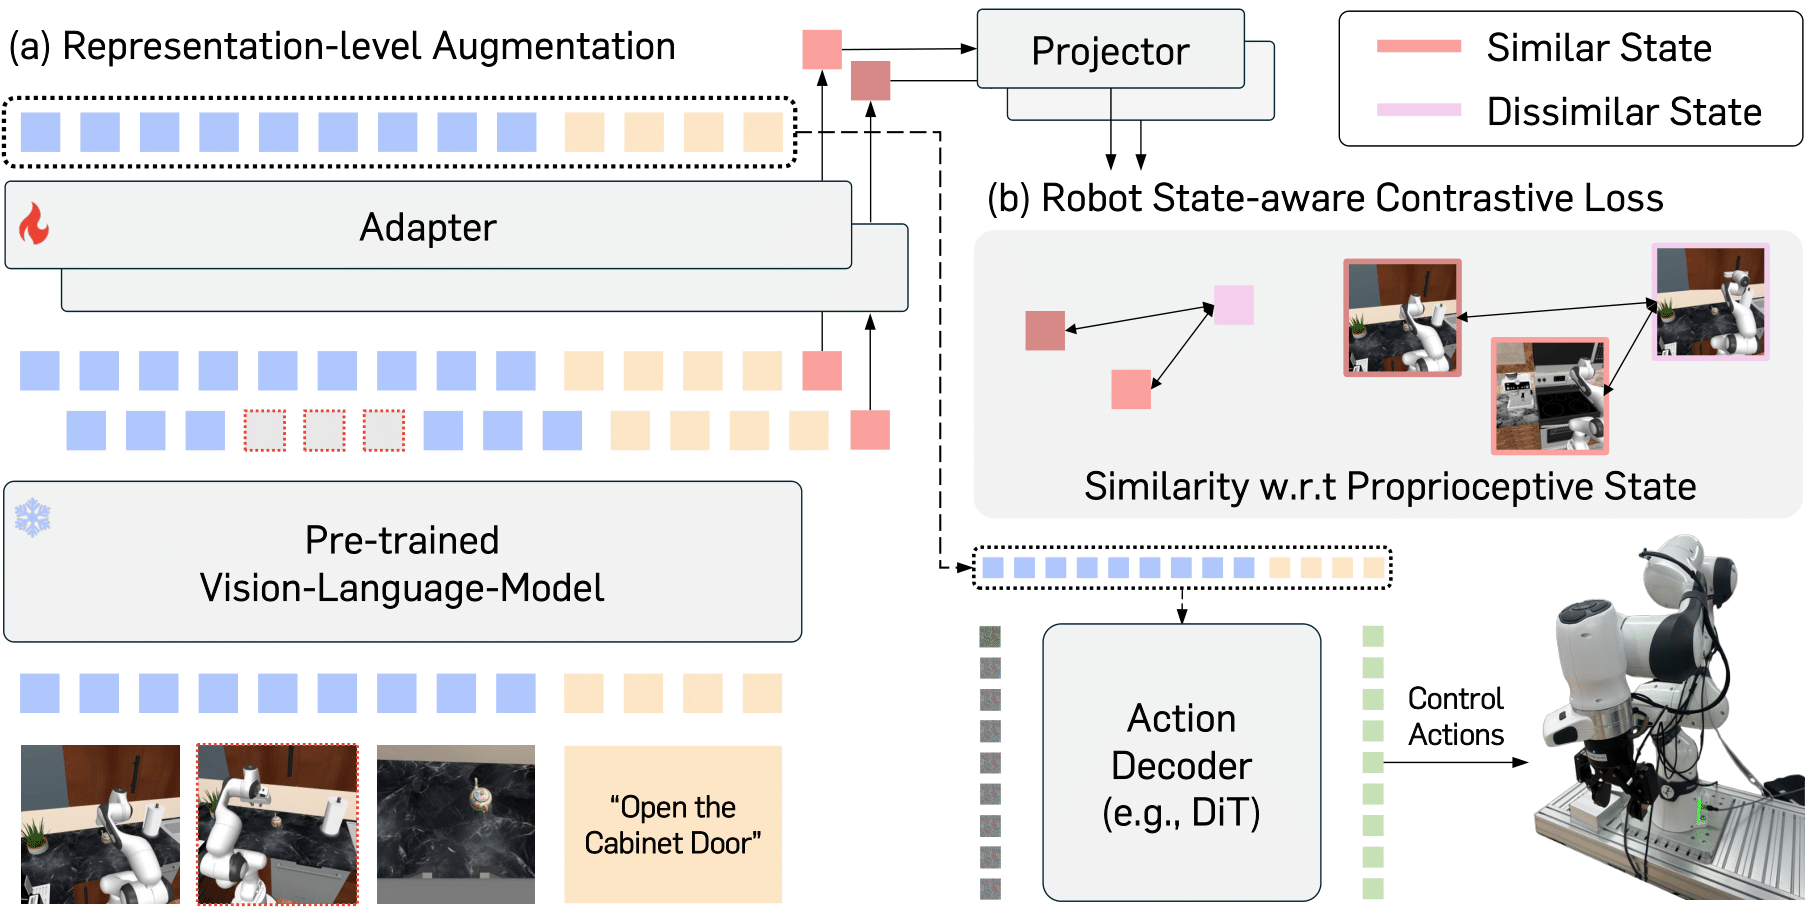 (a) Representation-level Augmentation
Projector
Similar State
Dissimilar State
Adapter
(b) Robot State-aware Contrastive Loss
Similarity w.r.t Proprioceptive State
Pre-trained
Vision-Language-Model
"Open the
Cabinet Door"
Action
Decoder
(e.g., DiT)
Control
Actions